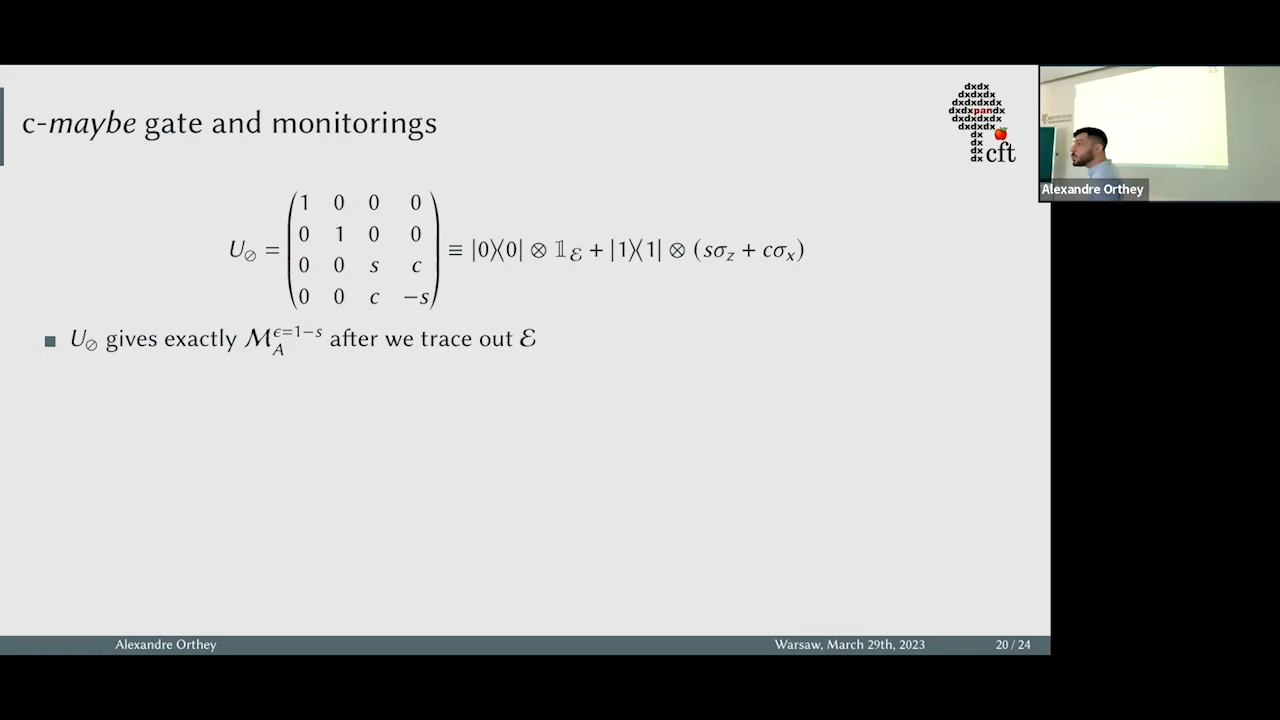 c-maybe gate and monitorings
dxdx
dxdxdx
dxdxdxdx
dxdxpandx
dxdxdxdx
dxdxdx
dx
dx
dx
dx
cft
U⊘ = (1 0 0 0
0 1 0 0
0 0 s c
0 0 c −s) ≡ |0⟩⟨0| ⊗ 𝟙_ℰ + |1⟩⟨1| ⊗ (sσ_z + cσ_x)
U⊘ gives exactly ℳ_A^{ϵ=1−s} after we trace out ℰ
Alexandre Orthey
Warsaw, March 29th, 2023
20 / 24
Alexandre Orthey